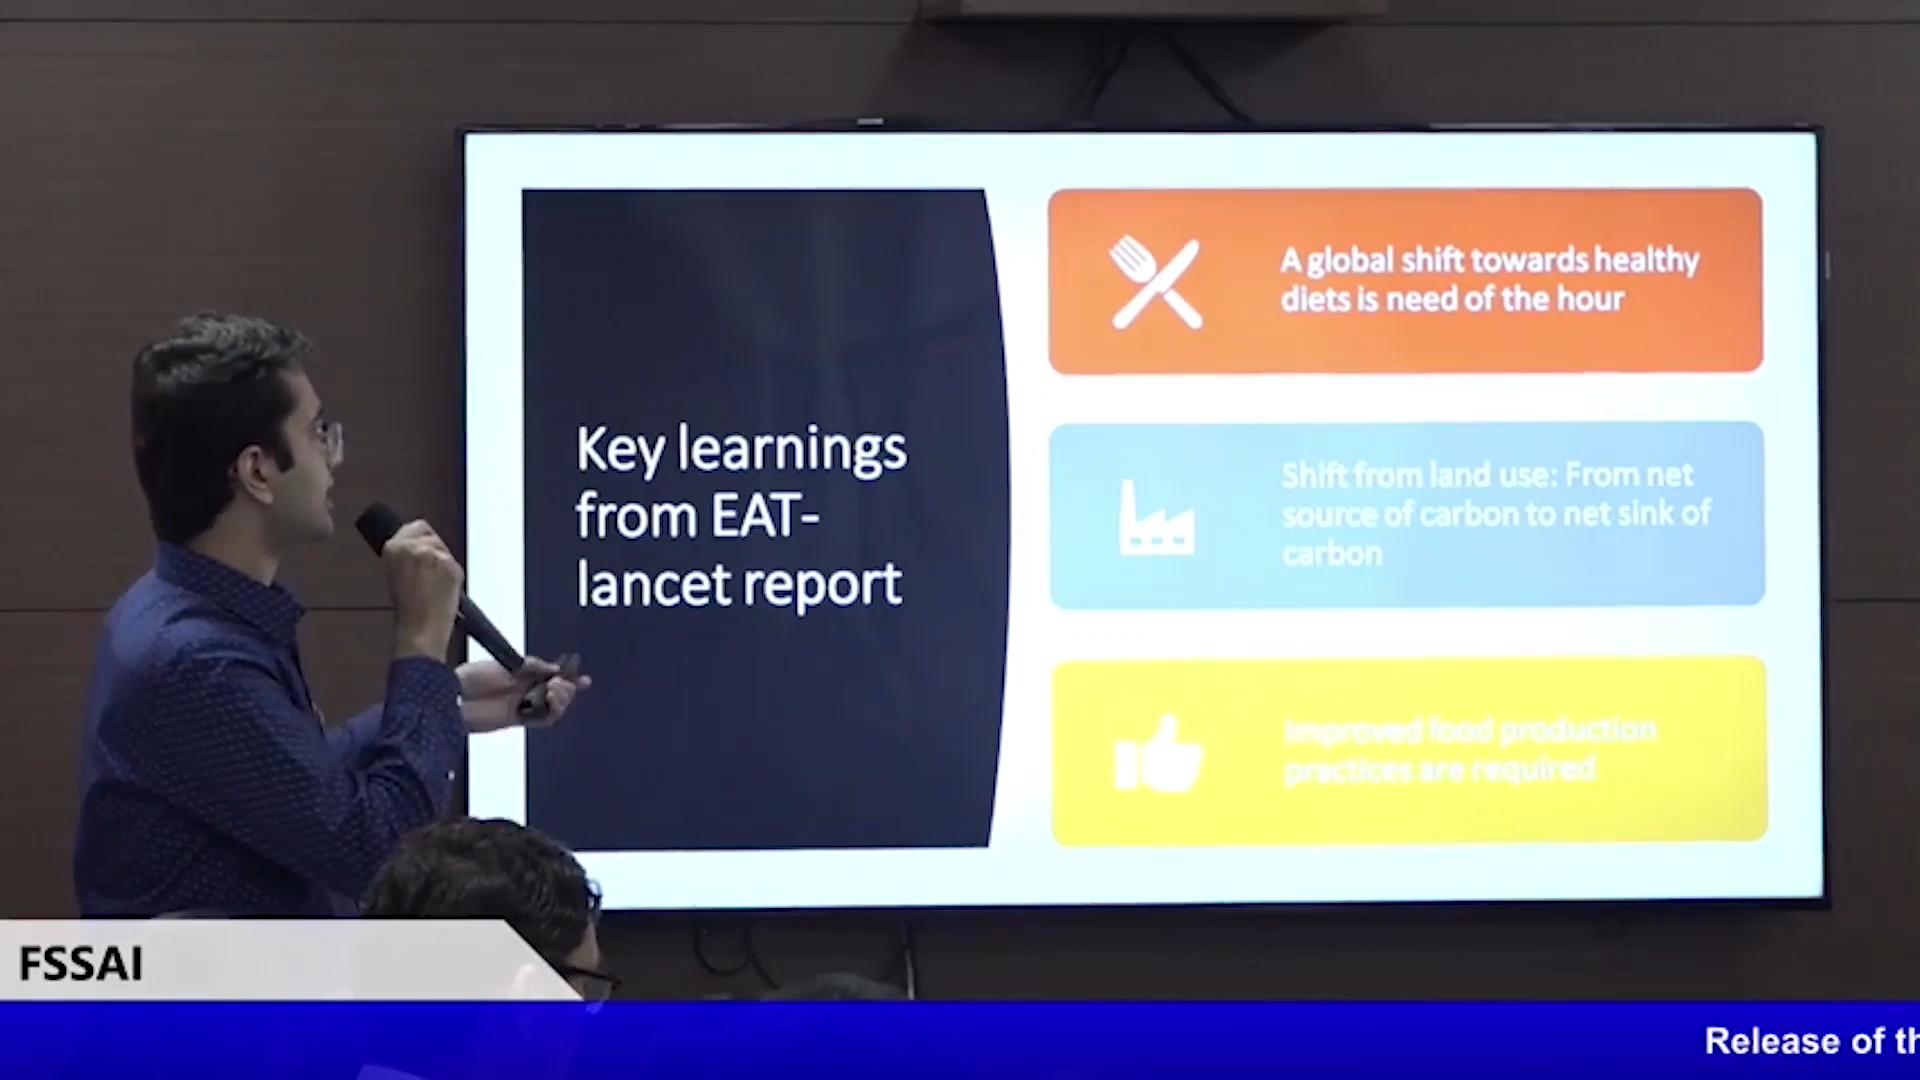 Key learnings
from EAT-
lancet report
A global shift towards healthy
diets is need of the hour
Shift from land use: From net
source of carbon to net sink of
carbon
Improved food production
practices are required
FSSAI
Release of th